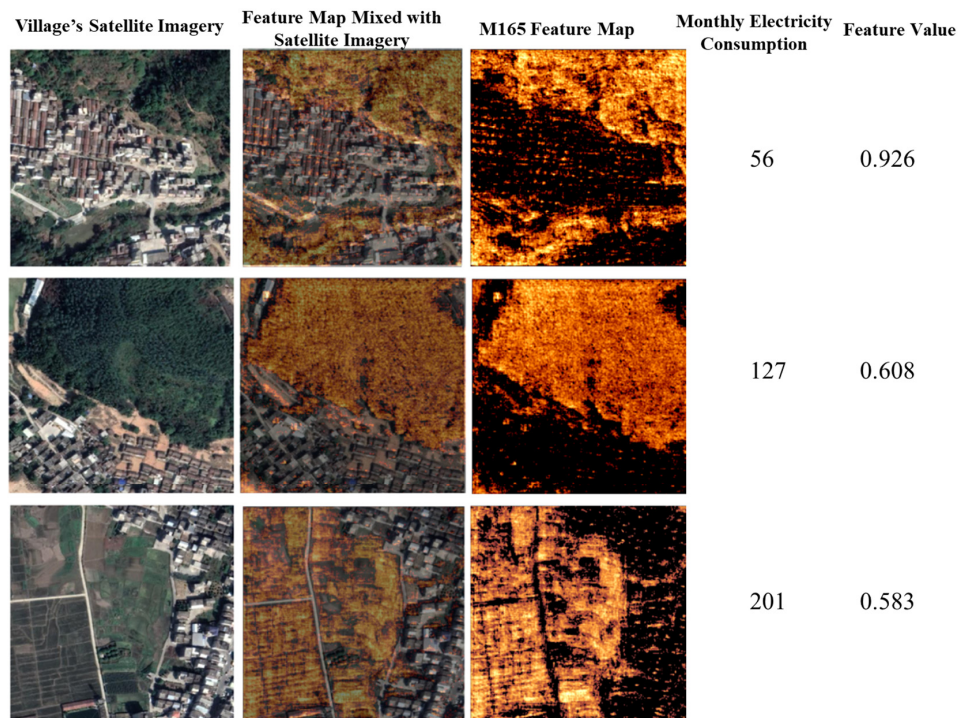 Village's Satellite Imagery
Feature Map Mixed with
Satellite Imagery
M165 Feature Map
Monthly Electricity
Consumption
Feature Value
56
0.926
127
0.608
201
0.583